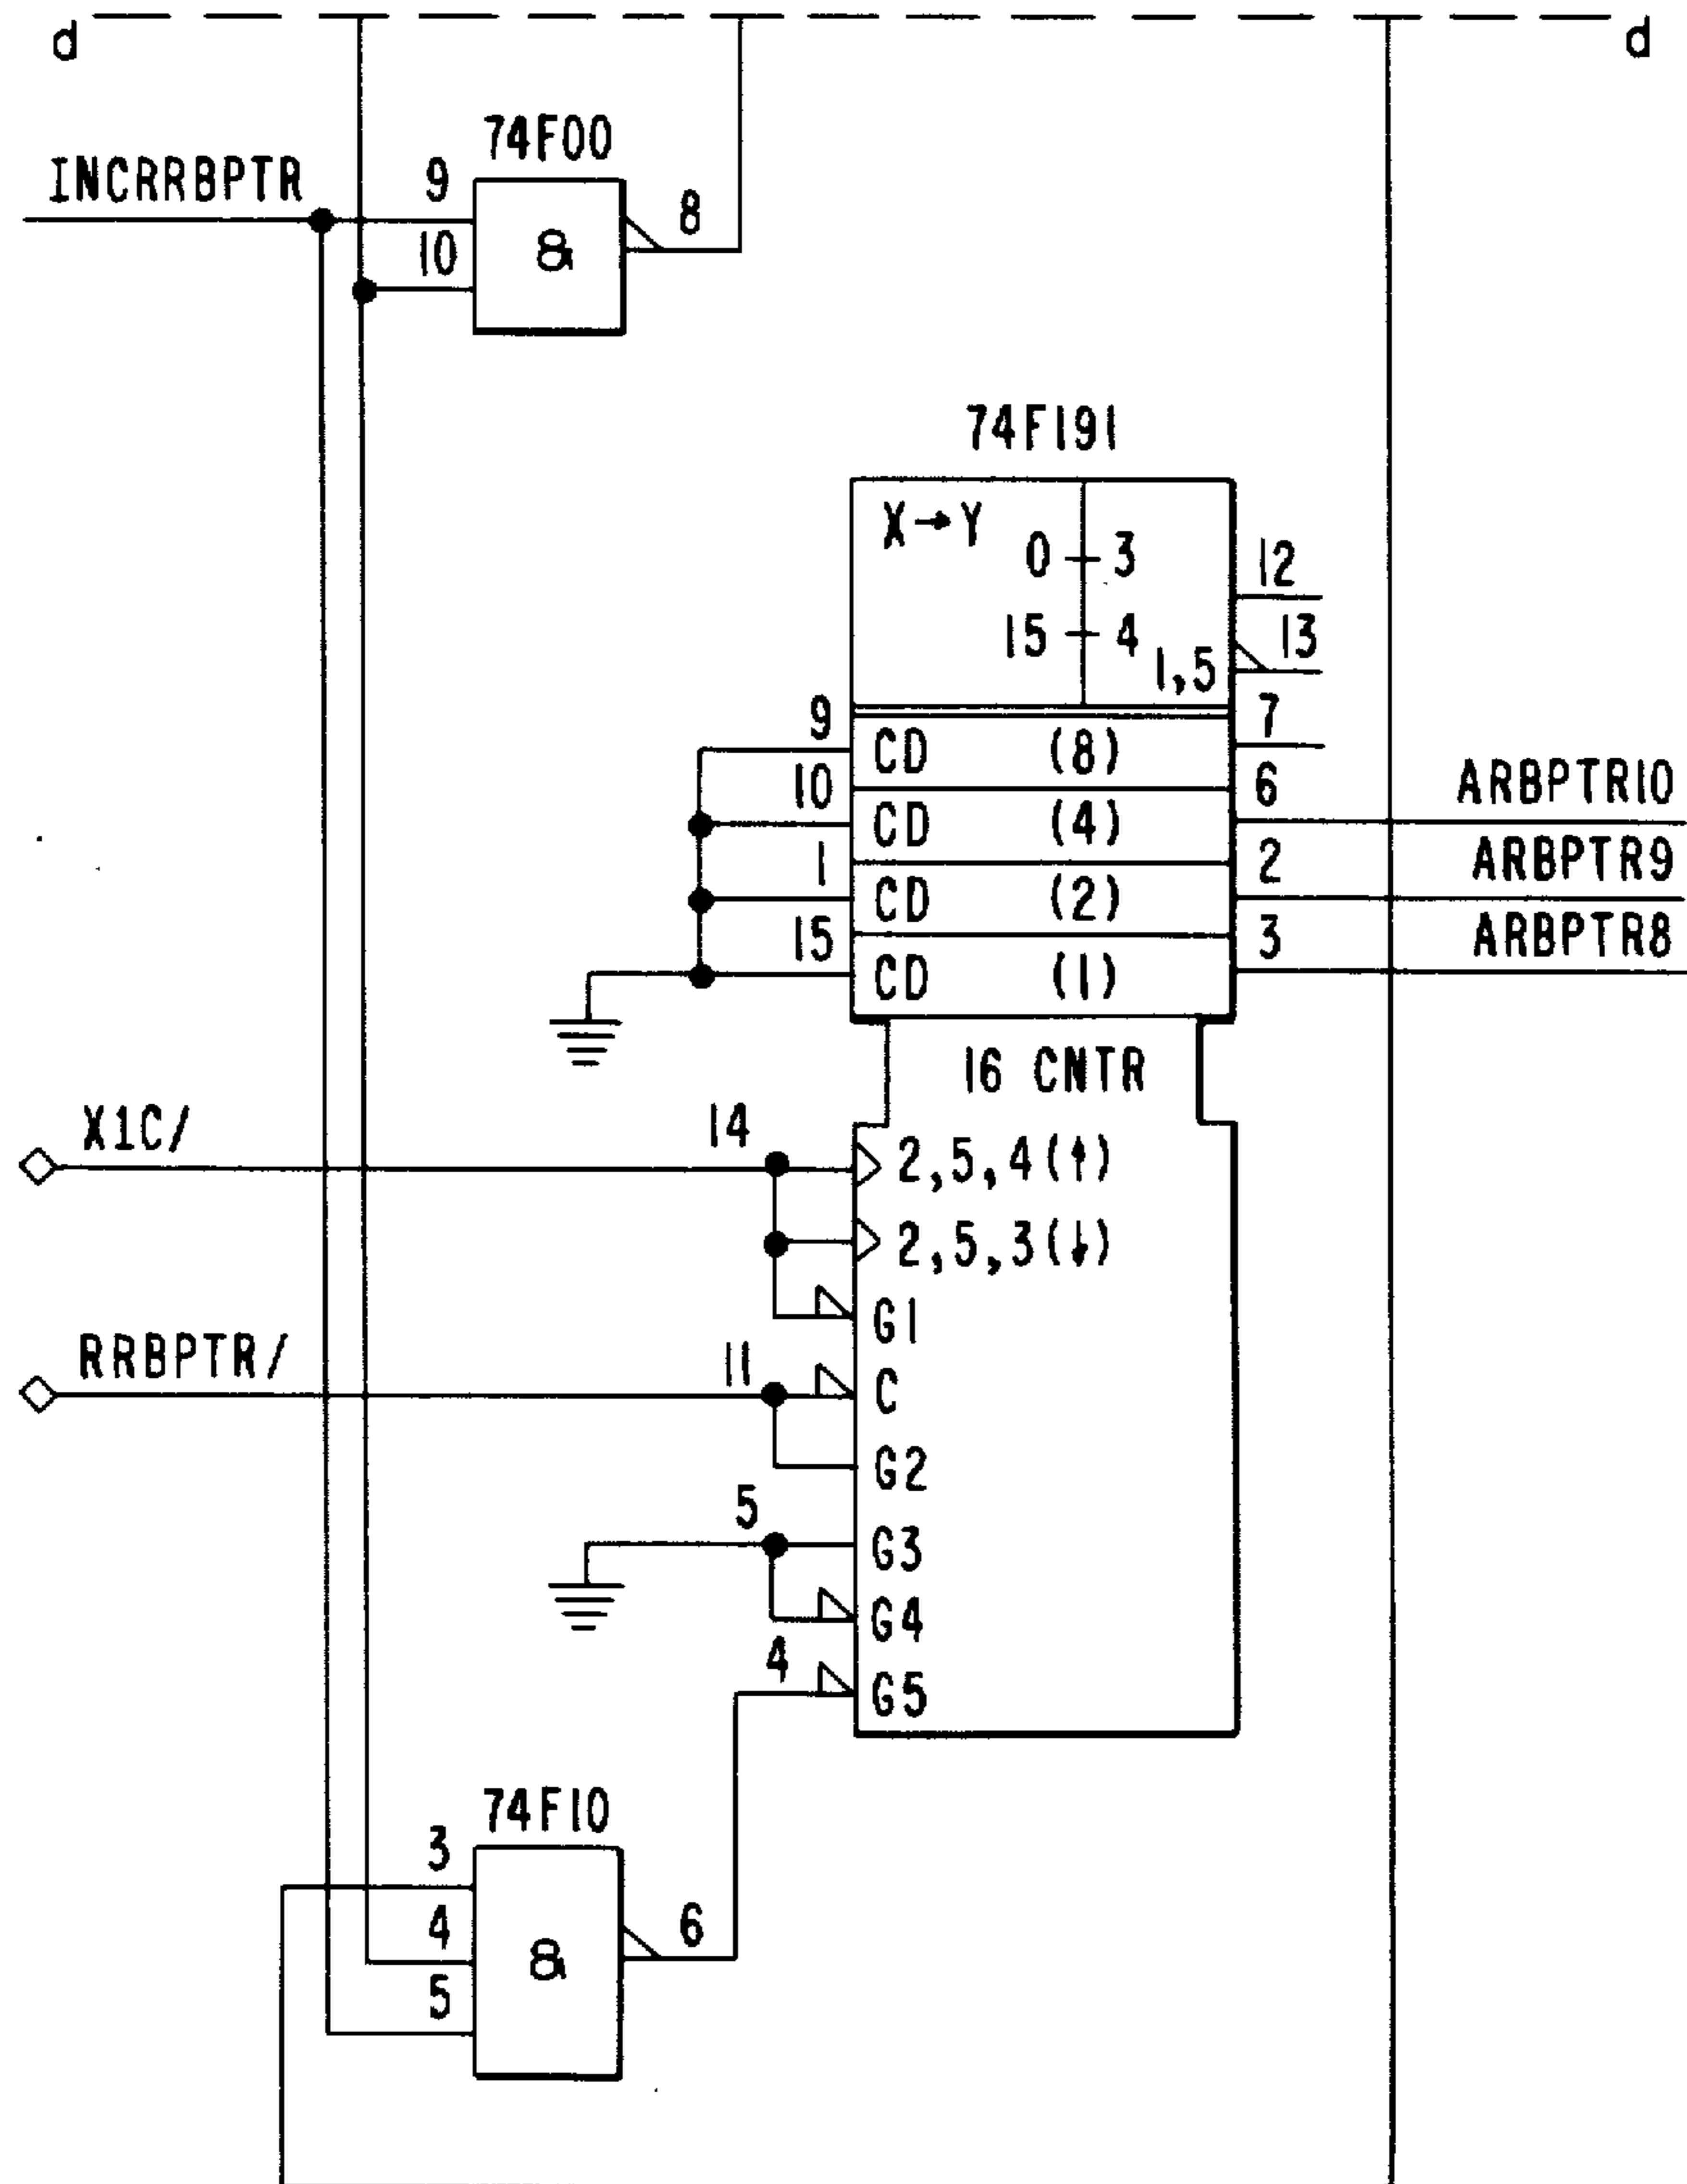 d d
74F00
INCRRBPTR
9
8
10
&
74F191
X→Y
0 3
12
15 4
13
1,5
9
7
CD (8)
10
6
ARBPTR10
CD (4)
1
2
ARBPTR9
CD (2)
15
3
ARBPTR8
CD (1)
16 CNTR
X1C/
14
2,5,4(↑)
2,5,3(↓)
G1
RRBPTR/
11
C
G2
5
G3
G4
4
G5
74F10
3
4
6
&
5